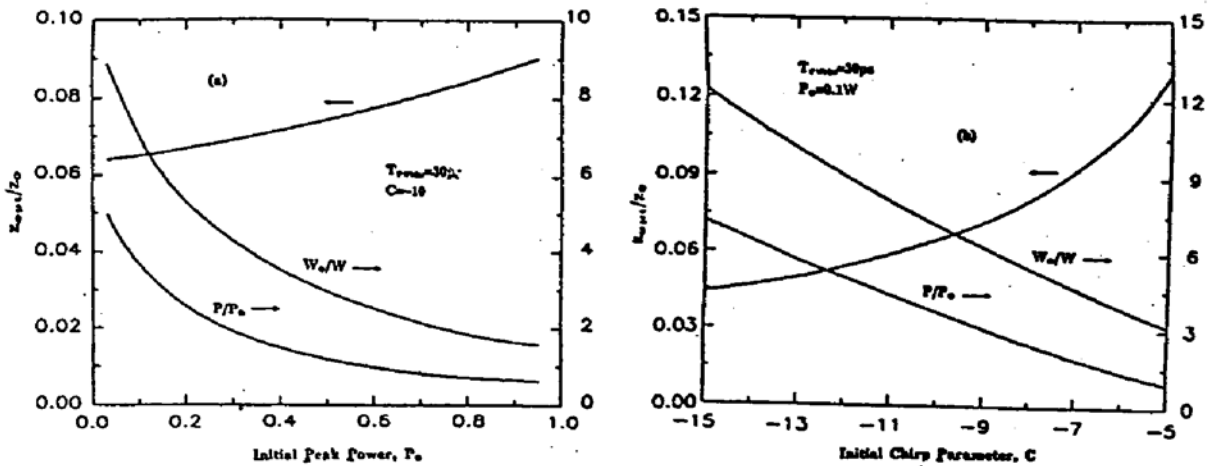 0.10
0.08
0.06
0.04
0.02
0.00
10
8
6
4
2
0
0.0 0.2 0.4 0.6 0.8 1.0
(a)
C=-10
W₀/W
P/P₀
Initial Peak Power, P₀
0.15
0.12
0.09
0.06
0.03
0.00
15
12
9
6
3
0
-15 -13 -11 -9 -7 -5
P₀=0.1W
(b)
W₀/W
P/P₀
Initial Chirp Parameter, C